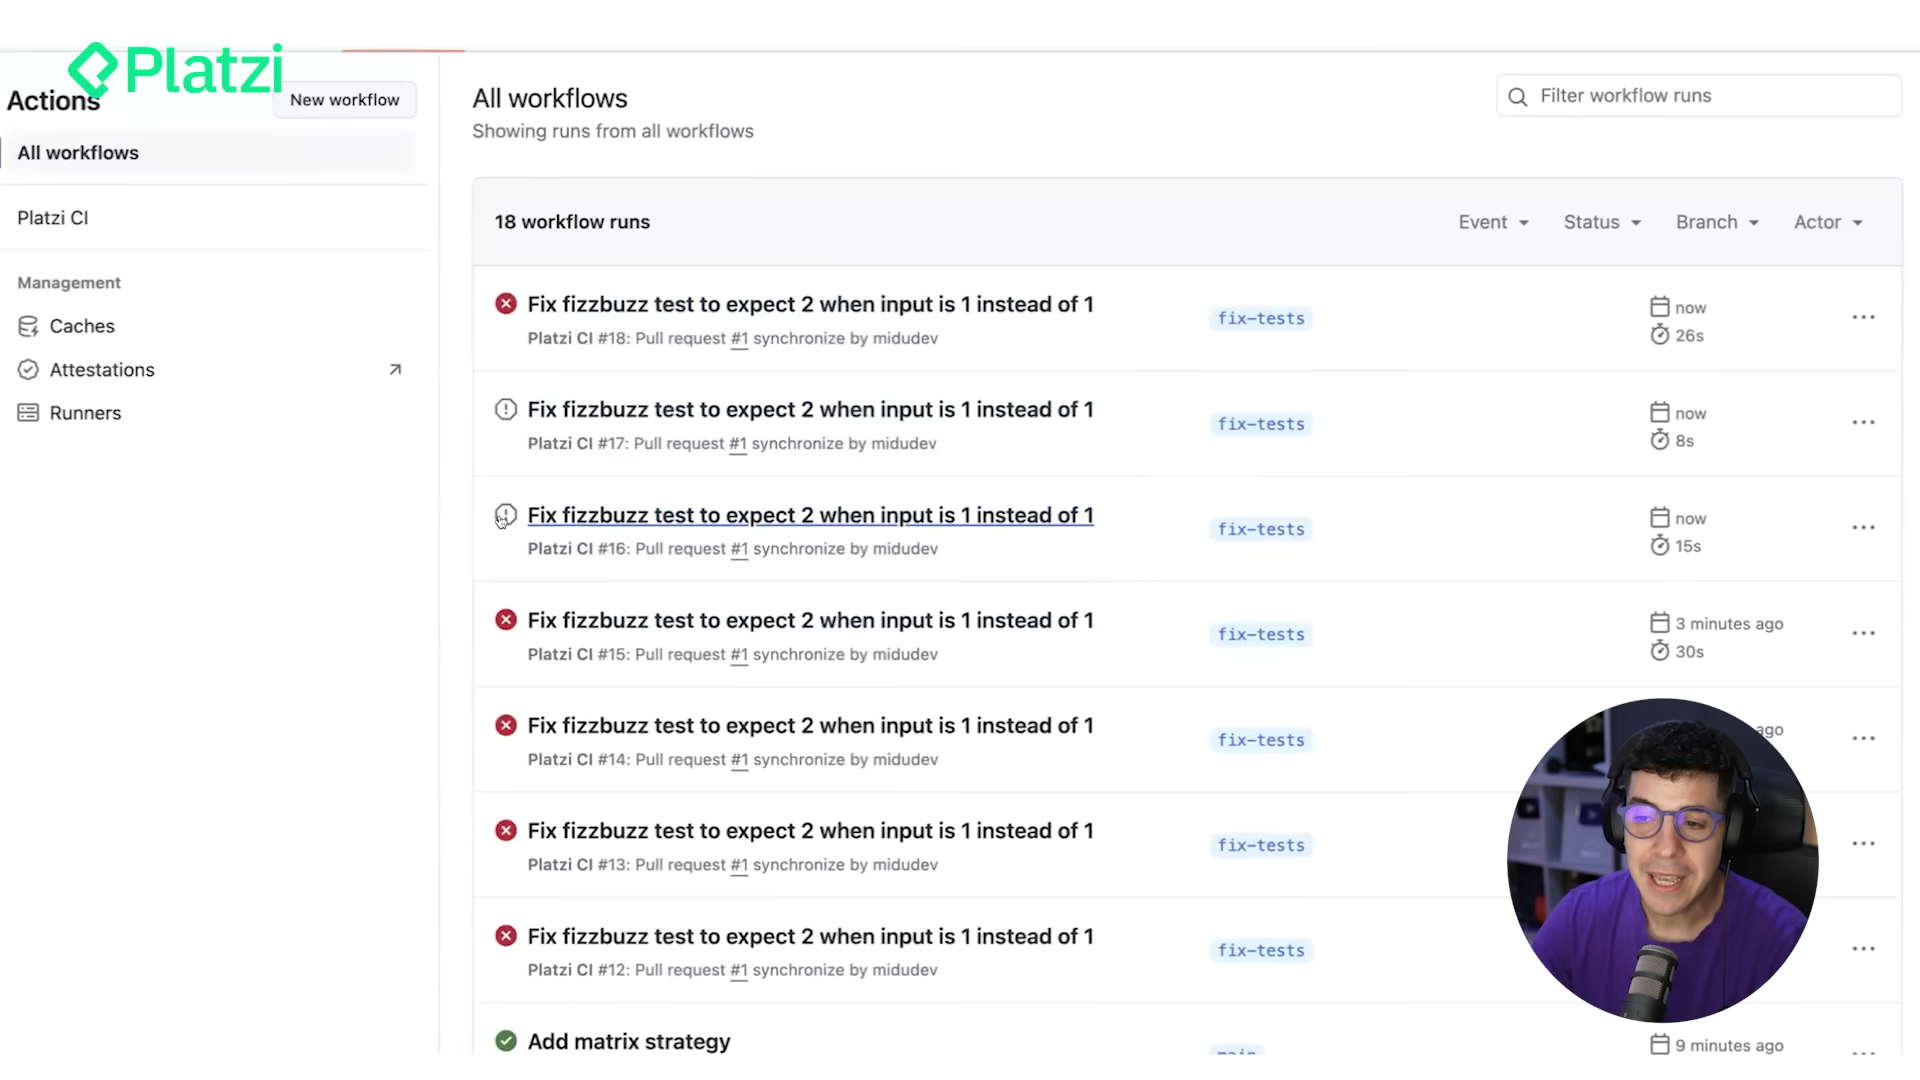 Platzi
Actions
New workflow
All workflows
Platzi CI
Management
Caches
Attestations
Runners
All workflows
Showing runs from all workflows
Filter workflow runs
18 workflow runs
Event
Status
Branch
Actor
Fix fizzbuzz test to expect 2 when input is 1 instead of 1
Platzi CI #18: Pull request #1 synchronize by midudev
fix-tests
now
26s
Fix fizzbuzz test to expect 2 when input is 1 instead of 1
Platzi CI #17: Pull request #1 synchronize by midudev
fix-tests
now
8s
Fix fizzbuzz test to expect 2 when input is 1 instead of 1
Platzi CI #16: Pull request #1 synchronize by midudev
fix-tests
now
15s
Fix fizzbuzz test to expect 2 when input is 1 instead of 1
Platzi CI #15: Pull request #1 synchronize by midudev
fix-tests
3 minutes ago
30s
Fix fizzbuzz test to expect 2 when input is 1 instead of 1
Platzi CI #14: Pull request #1 synchronize by midudev
fix-tests
ago
Fix fizzbuzz test to expect 2 when input is 1 instead of 1
Platzi CI #13: Pull request #1 synchronize by midudev
fix-tests
Fix fizzbuzz test to expect 2 when input is 1 instead of 1
Platzi CI #12: Pull request #1 synchronize by midudev
fix-tests
Add matrix strategy
9 minutes ago